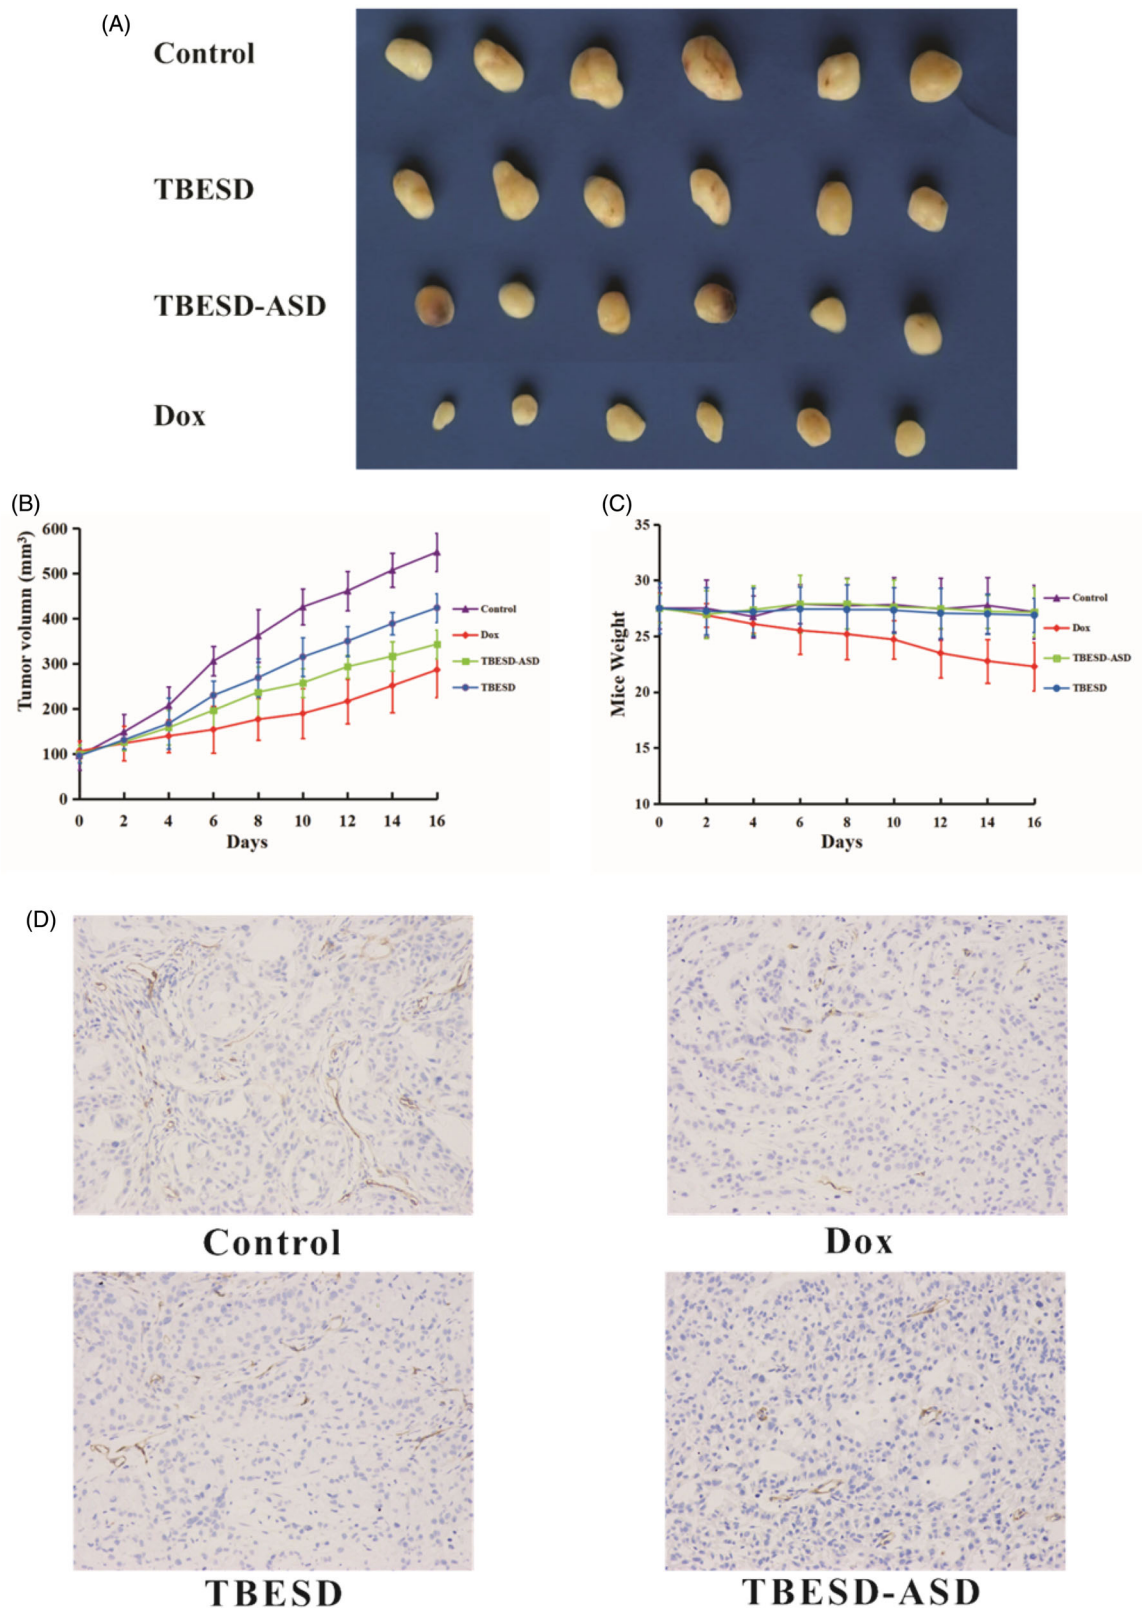 (A)
Control
TBESD
TBESD-ASD
Dox
(B)
Tumor volumn (mm³)
600
500
400
300
200
100
0
0 2 4 6 8 10 12 14 16
Days
Control
Dox
TBESD-ASD
TBESD
(C)
Mice Weight
35
30
25
20
15
10
0 2 4 6 8 10 12 14 16
Days
Control
Dox
TBESD-ASD
TBESD
(D)
Control
Dox
TBESD
TBESD-ASD